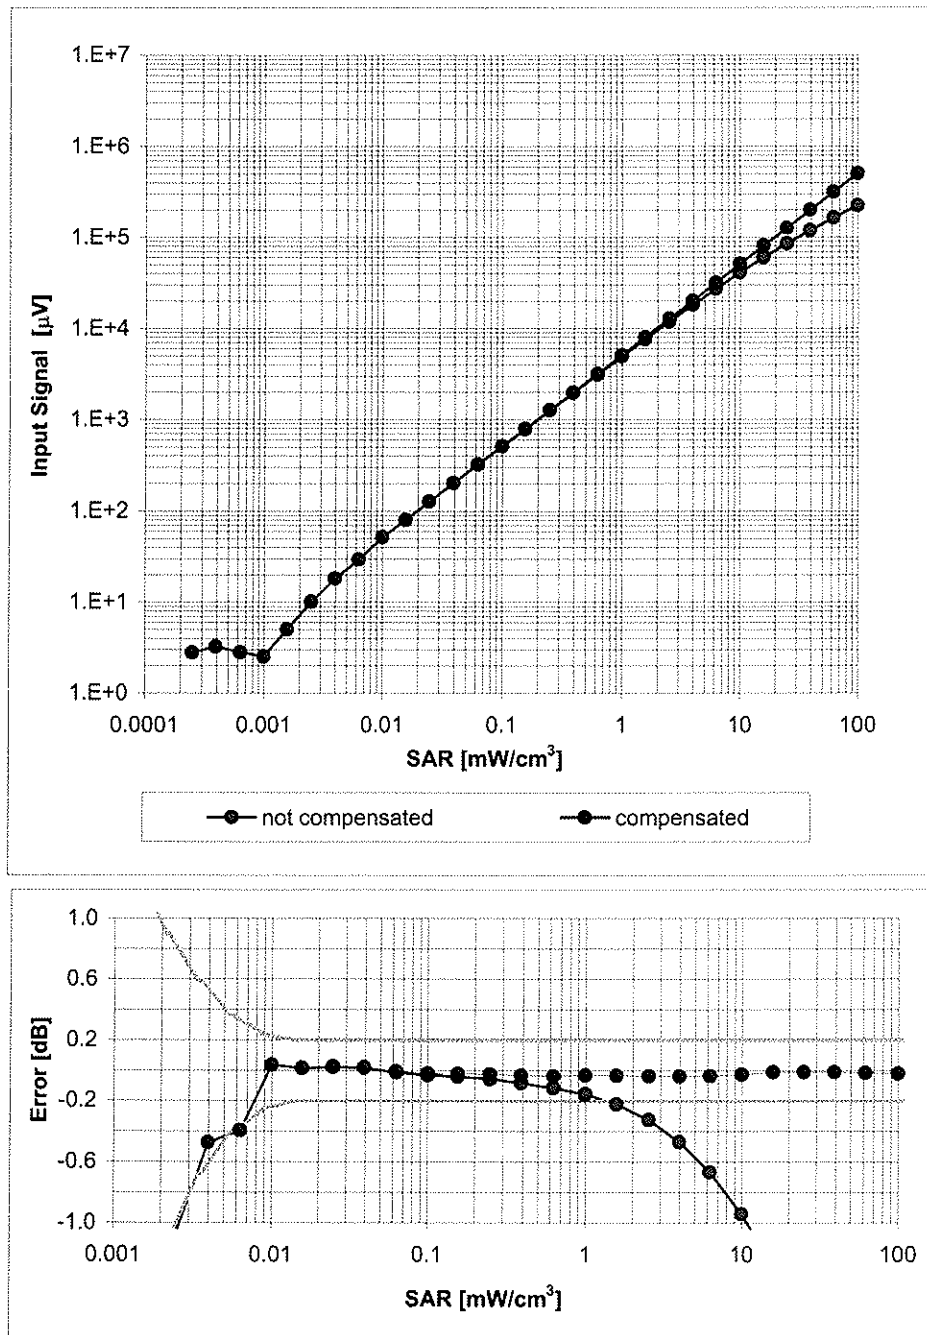 1.E+7
1.E+6
1.E+5
1.E+4
1.E+3
1.E+2
1.E+1
1.E+0
Input Signal [µV]
0.0001 0.001 0.01 0.1 1 10 100
SAR [mW/cm³]
not compensated compensated
1.0
0.6
0.2
-0.2
-0.6
-1.0
Error [dB]
0.001 0.01 0.1 1 10 100
SAR [mW/cm³]